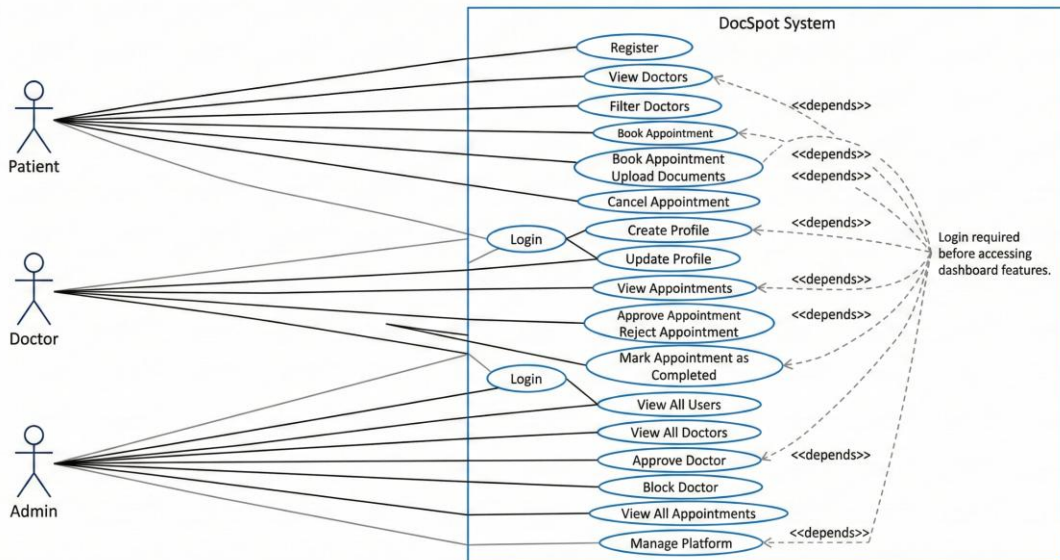 DocSpot System
Register
View Doctors
Filter Doctors
<<depends>>
Book Appointment
Patient
Book Appointment
Upload Documents
<<depends>>
<<depends>>
Cancel Appointment
Create Profile
<<depends>>
Login
Update Profile
Login required
before accessing
dashboard features.
View Appointments
<<depends>>
Approve Appointment
Reject Appointment
<<depends>>
Doctor
Mark Appointment as
Completed
Login
View All Users
View All Doctors
Approve Doctor
<<depends>>
Block Doctor
Admin
View All Appointments
<<depends>>
Manage Platform